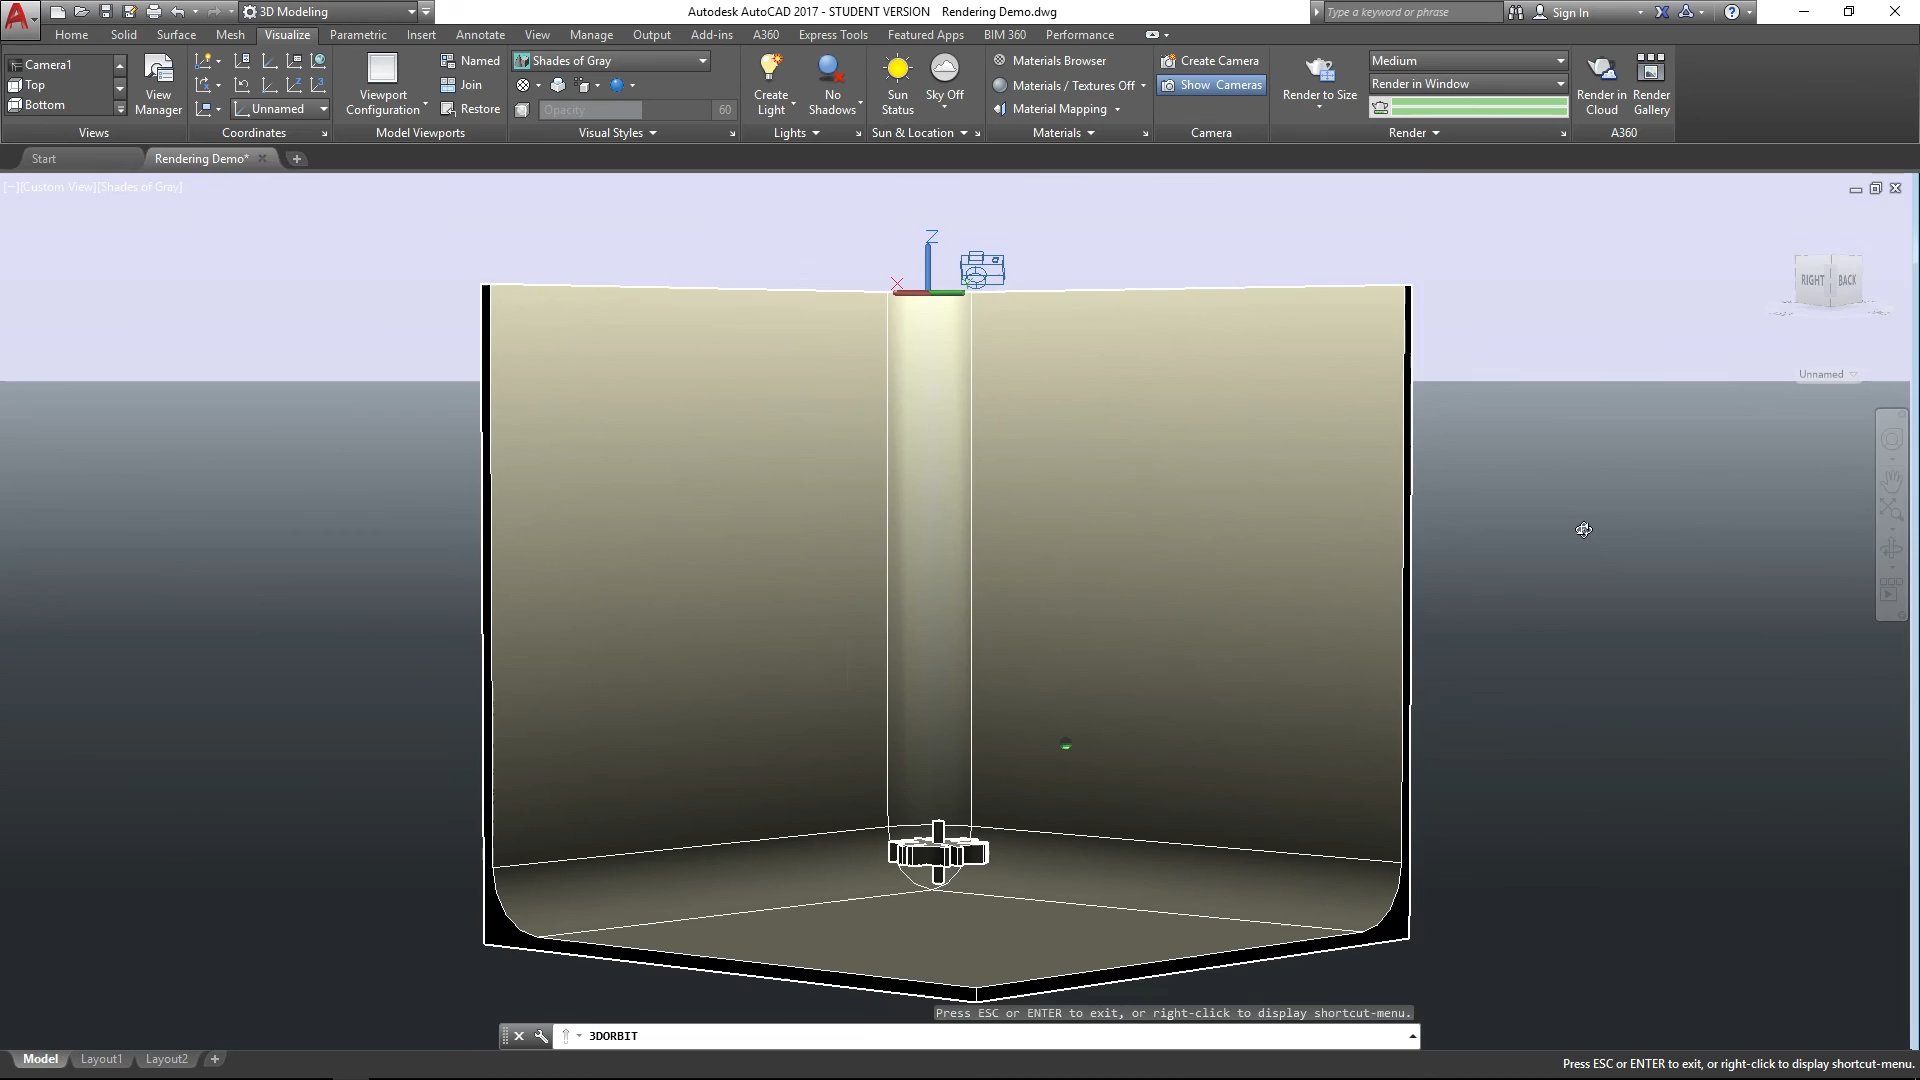 3D Modeling
Autodesk AutoCAD 2017 - STUDENT VERSION Rendering Demo.dwg
Type a keyword or phrase
Sign In
Home Solid Surface Mesh Visualize Parametric Insert Annotate View Manage Output Add-ins A360 Express Tools Featured Apps BIM 360 Performance
Camera1
Top
Bottom
View
Manager
Views
Unnamed
Coordinates
Viewport
Configuration
Named
Join
Restore
Model Viewports
Shades of Gray
Opacity 60
Visual Styles
Create
Light
No
Shadows
Lights
Sun
Status
Sky Off
Sun & Location
Materials Browser
Materials / Textures Off
Material Mapping
Materials
Create Camera
Show Cameras
Camera
Render to Size
Medium
Render in Window
Render
Render in
Cloud
Render
Gallery
A360
Start
Rendering Demo*
[−][Custom View][Shades of Gray]
Z
X
RIGHT BACK
Unnamed
Press ESC or ENTER to exit, or right-click to display shortcut-menu.
3DORBIT
Model Layout1 Layout2
Press ESC or ENTER to exit, or right-click to display shortcut-menu.